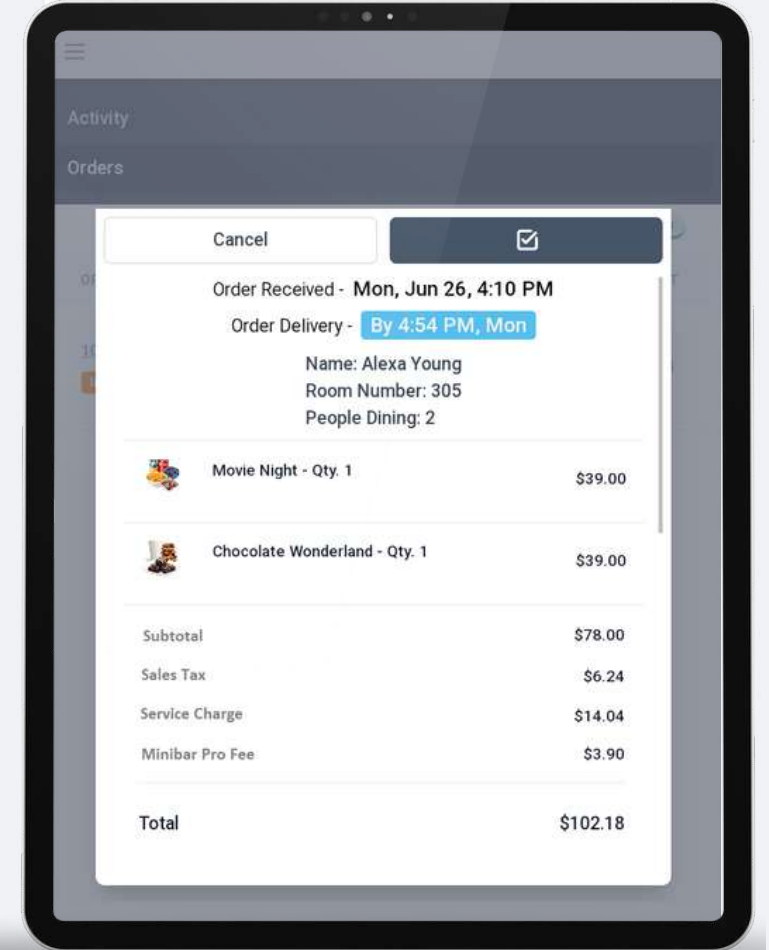 Activity
Orders
Cancel
Order Received - Mon, Jun 26, 4:10 PM
Order Delivery - By 4:54 PM, Mon
Name: Alexa Young
Room Number: 305
People Dining: 2
Movie Night - Qty. 1 $39.00
Chocolate Wonderland - Qty. 1 $39.00
Subtotal $78.00
Sales Tax $6.24
Service Charge $14.04
Minibar Pro Fee $3.90
Total $102.18